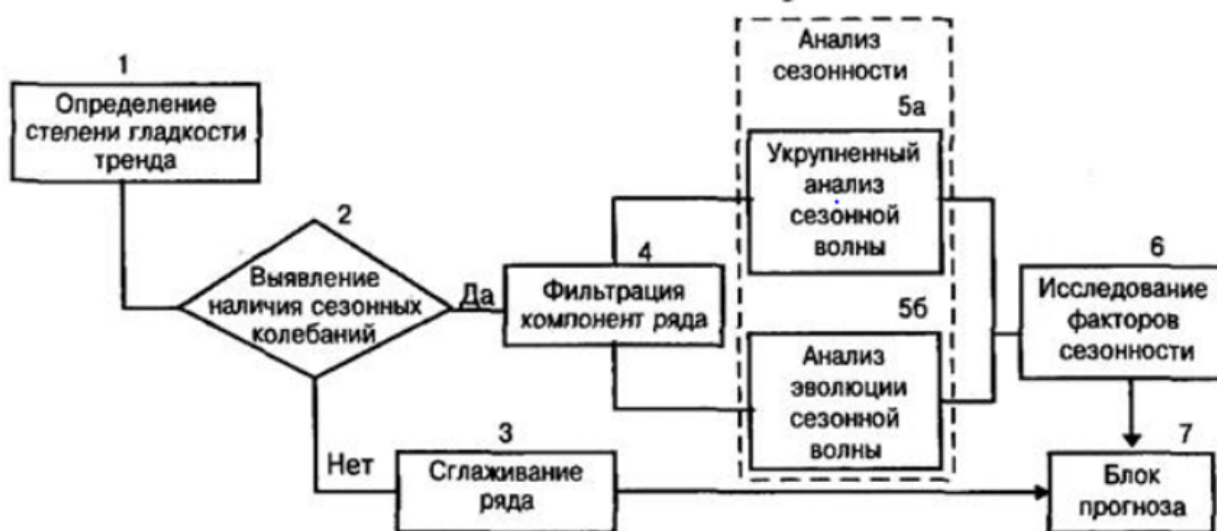 1
Определение
степени гладкости
тренда
2
Выявление
наличия сезонных
колебаний
Да
Нет
3
Сглаживание
ряда
4
Фильтрация
компонент ряда
Анализ
сезонности
5а
Укрупненный
анализ
сезонной
волны
5б
Анализ
эволюции
сезонной
волны
6
Исследование
факторов
сезонности
7
Блок
прогноза